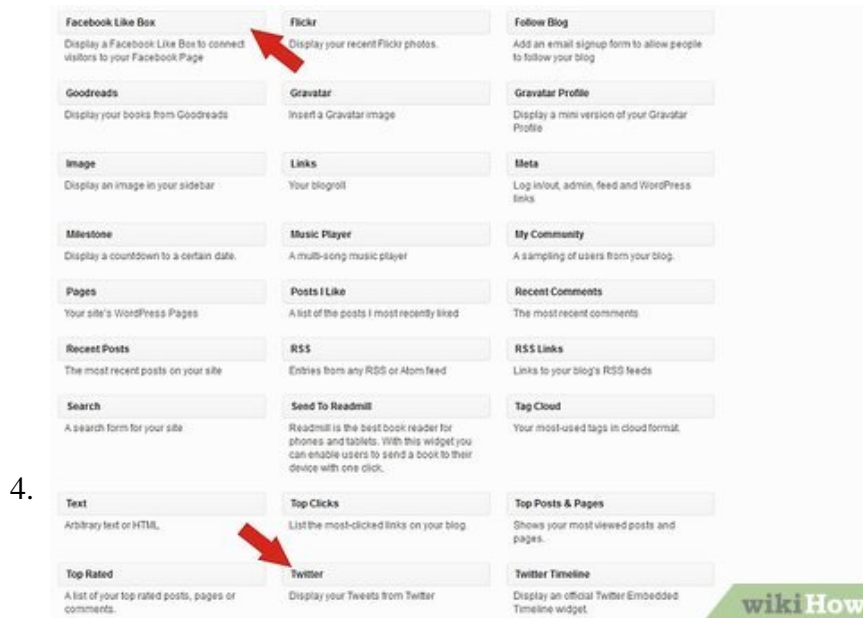 Facebook Like Box
Display a Facebook Like Box to connect
visitors to your Facebook Page
Flickr
Display your recent Flickr photos.
Follow Blog
Add an email signup form to allow people
to follow your blog
Goodreads
Display your books from Goodreads
Gravatar
Insert a Gravatar image
Gravatar Profile
Display a mini version of your Gravatar
Profile
Image
Display an image in your sidebar
Links
Your blogroll
Meta
Log in/out, admin, feed and WordPress
links
Milestone
Display a countdown to a certain date.
Music Player
A multi-song music player
My Community
A sampling of users from your blog.
Pages
Your site's WordPress Pages
Posts I Like
A list of the posts I most recently liked
Recent Comments
The most recent comments
Recent Posts
The most recent posts on your site
RSS
Entries from any RSS or Atom feed
RSS Links
Links to your blog's RSS feeds
Search
A search form for your site
Send To Readmill
Readmill is the best book reader for
phones and tablets. With this widget you
can enable users to send a book to their
device with one click.
Tag Cloud
Your most-used tags in cloud format.
4.
Text
Arbitrary text or HTML.
Top Clicks
List the most-clicked links on your blog.
Top Posts & Pages
Shows your most viewed posts and
pages.
Top Rated
A list of your top rated posts, pages or
comments.
Twitter
Display your Tweets from Twitter
Twitter Timeline
Display an official Twitter Embedded
Timeline widget.
wikiHow